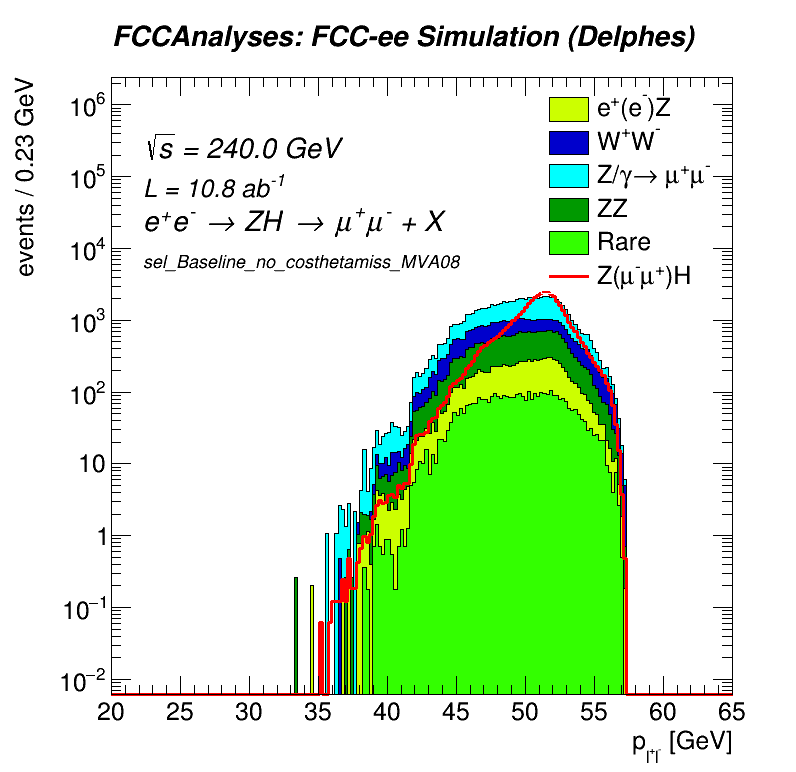 FCCAnalyses: FCC-ee Simulation (Delphes)
events / 0.23 GeV
10⁶
10⁵
10⁴
10³
10²
10
1
10⁻¹
10⁻²
√s = 240.0 GeV
L = 10.8 ab⁻¹
e⁺e⁻ → ZH → μ⁺μ⁻ + X
sel_Baseline_no_costhetamiss_MVA08
e⁺(e⁻)Z
W⁺W⁻
Z/γ→ μ⁺μ⁻
ZZ
Rare
Z(μ⁻μ⁺)H
20 25 30 35 40 45 50 55 60 65
p_l⁺l⁻ [GeV]